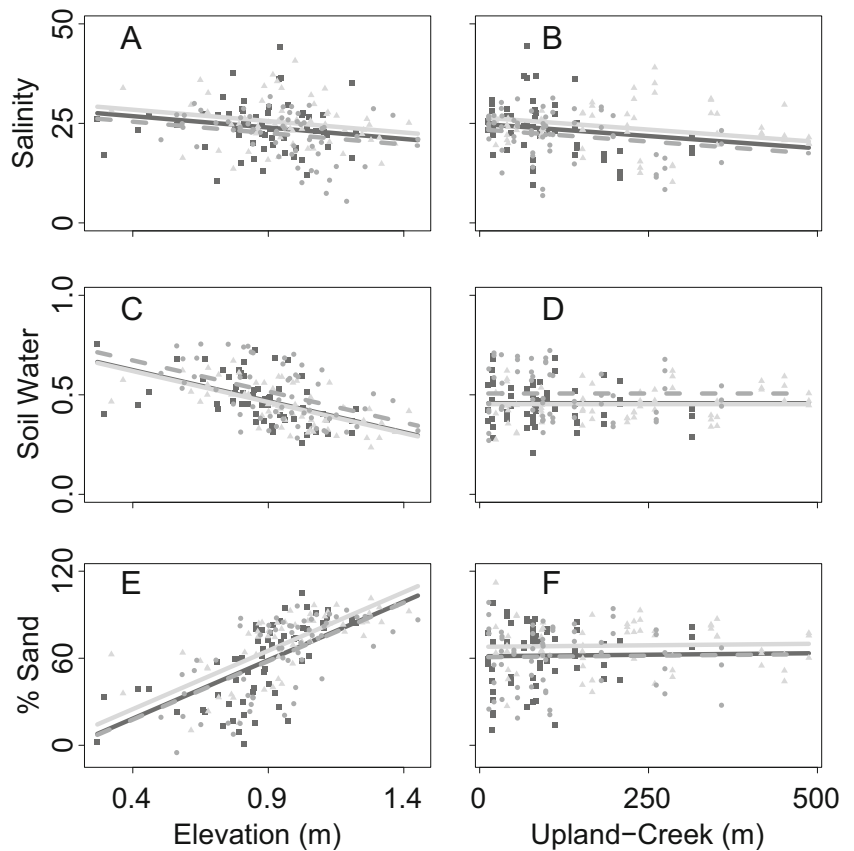 A
B
Salinity
50
25
0
C
D
Soil Water
1.0
0.5
0.0
E
F
% Sand
120
60
0
0.4 0.9 1.4
0 250 500
Elevation (m)
Upland−Creek (m)